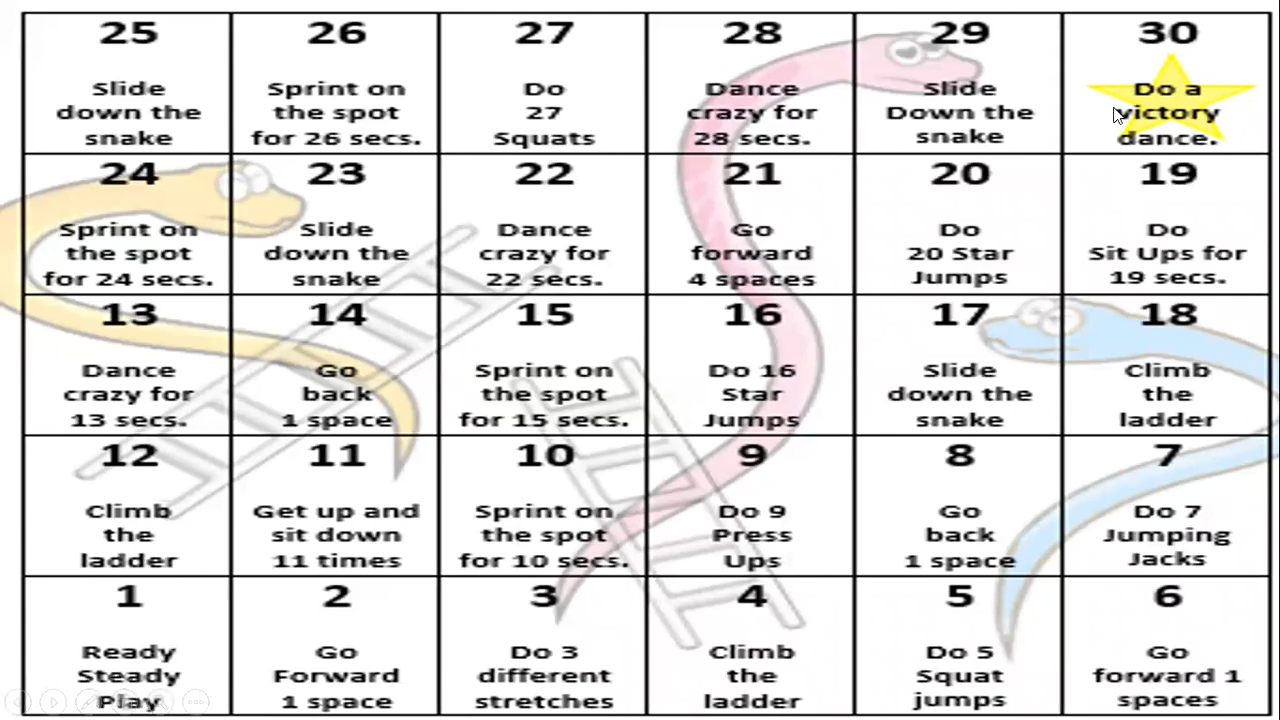 25
Slide
down the
snake
26
Sprint on
the spot
for 26 secs.
27
Do
27
Squats
28
Dance
crazy for
28 secs.
29
Slide
Down the
snake
30
Do a
victory
dance.
24
Sprint on
the spot
for 24 secs.
23
Slide
down the
snake
22
Dance
crazy for
22 secs.
21
Go
forward
4 spaces
20
Do
20 Star
Jumps
19
Do
Sit Ups for
19 secs.
13
Dance
crazy for
13 secs.
14
Go
back
1 space
15
Sprint on
the spot
for 15 secs.
16
Do 16
Star
Jumps
17
Slide
down the
snake
18
Climb
the
ladder
12
Climb
the
ladder
11
Get up and
sit down
11 times
10
Sprint on
the spot
for 10 secs.
9
Do 9
Press
Ups
8
Go
back
1 space
7
Do 7
Jumping
Jacks
1
Ready
Steady
Play
2
Go
Forward
1 space
3
Do 3
different
stretches
4
Climb
the
ladder
5
Do 5
Squat
jumps
6
Go
forward 1
spaces